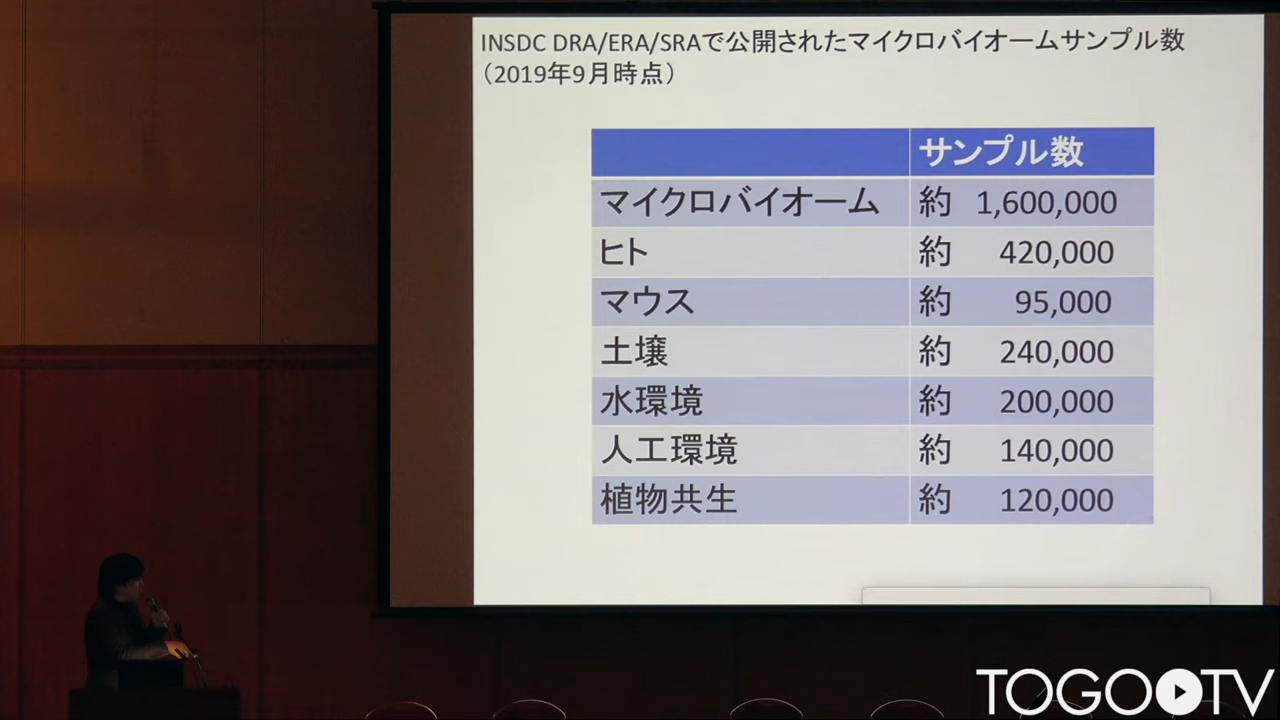 INSDC DRA/ERA/SRAで公開されたマイクロバイオームサンプル数
（2019年9月時点）
サンプル数
マイクロバイオーム 約 1,600,000
ヒト 約 420,000
マウス 約 95,000
土壌 約 240,000
水環境 約 200,000
人工環境 約 140,000
植物共生 約 120,000
TOGOTV